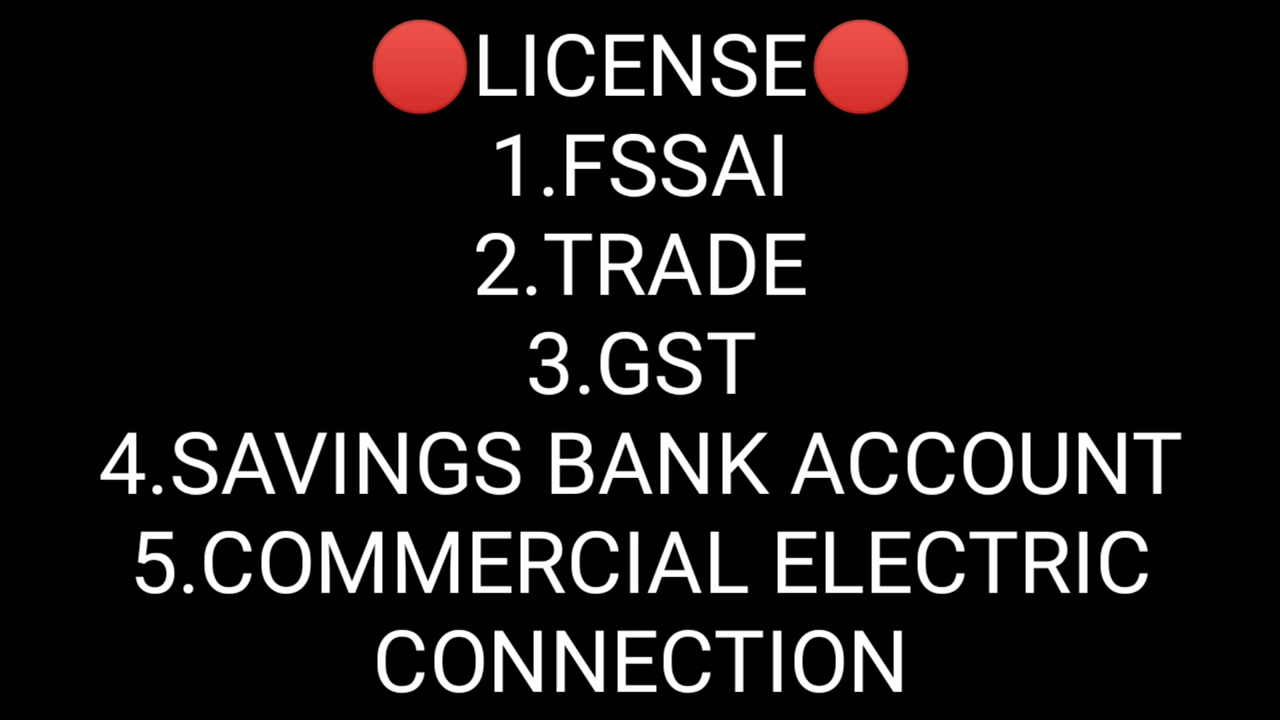 🔴LICENSE🔴
1.FSSAI
2.TRADE
3.GST
4.SAVINGS BANK ACCOUNT
5.COMMERCIAL ELECTRIC
CONNECTION